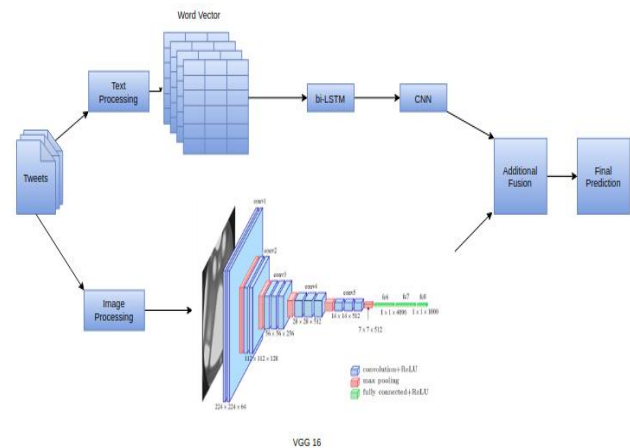 Word Vector
Text
Processing
bi-LSTM
CNN
Tweets
Additional
Fusion
Final
Prediction
Image
Processing
conv1
conv2
conv3
conv4
conv5
fc6
fc7
fc8
1 x 1 x 4096
1 x 1 x 1000
14 x 14 x 512
28 x 28 x 512
7 x 7 x 512
56 x 56 x 256
112 x 112 x 128
224 x 224 x 64
convolution+ReLU
max pooling
fully connected+ReLU
VGG 16